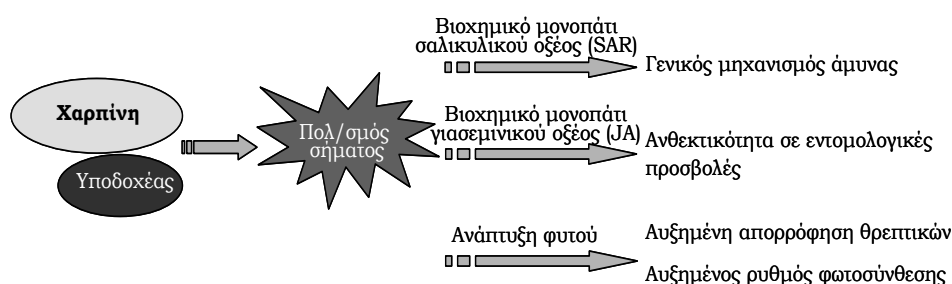 Χαρπίνη
Υποδοχέας
Πολ/σμός
σήματος
Βιοχημικό μονοπάτι
σαλικυλικού οξέος (SAR)
Γενικός μηχανισμός άμυνας
Βιοχημικό μονοπάτι
γιασεμινικού οξέος (JA)
Ανθεκτικότητα σε εντομολογικές
προσβολές
Ανάπτυξη φυτού
Αυξημένη απορρόφηση θρεπτικών
Αυξημένος ρυθμός φωτοσύνθεσης